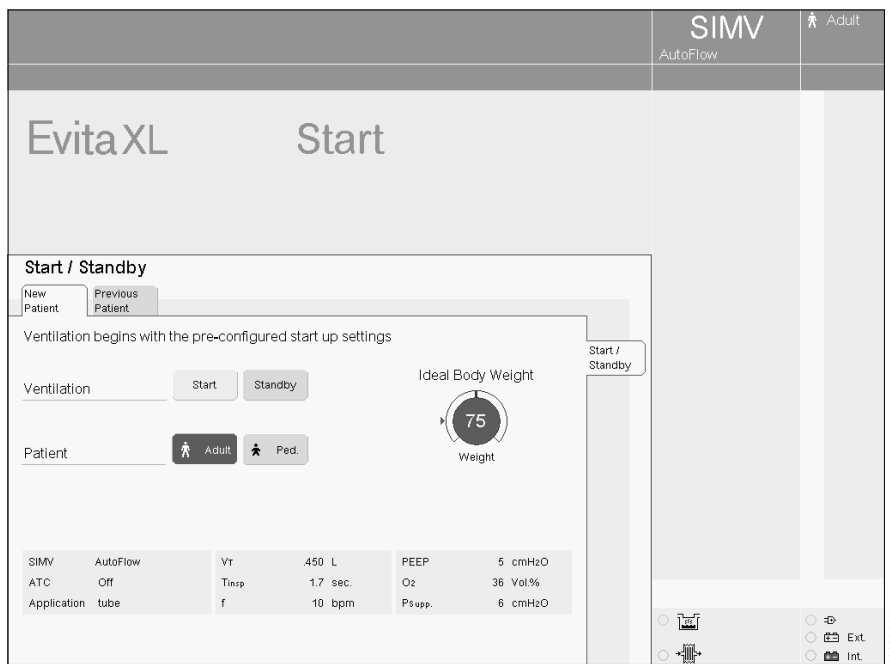 SIMV
AutoFlow
Adult
Evita XL Start
Start / Standby
New Patient
Previous Patient
Ventilation begins with the pre-configured start up settings
Start / Standby
Ventilation Start Standby
Ideal Body Weight
75
Weight
Patient Adult Ped.
SIMV AutoFlow VT .450 L PEEP 5 cmH2O
ATC Off Tinsp 1.7 sec. O2 36 Vol.%
Application tube f 10 bpm Psupp. 6 cmH2O
Ext.
Int.